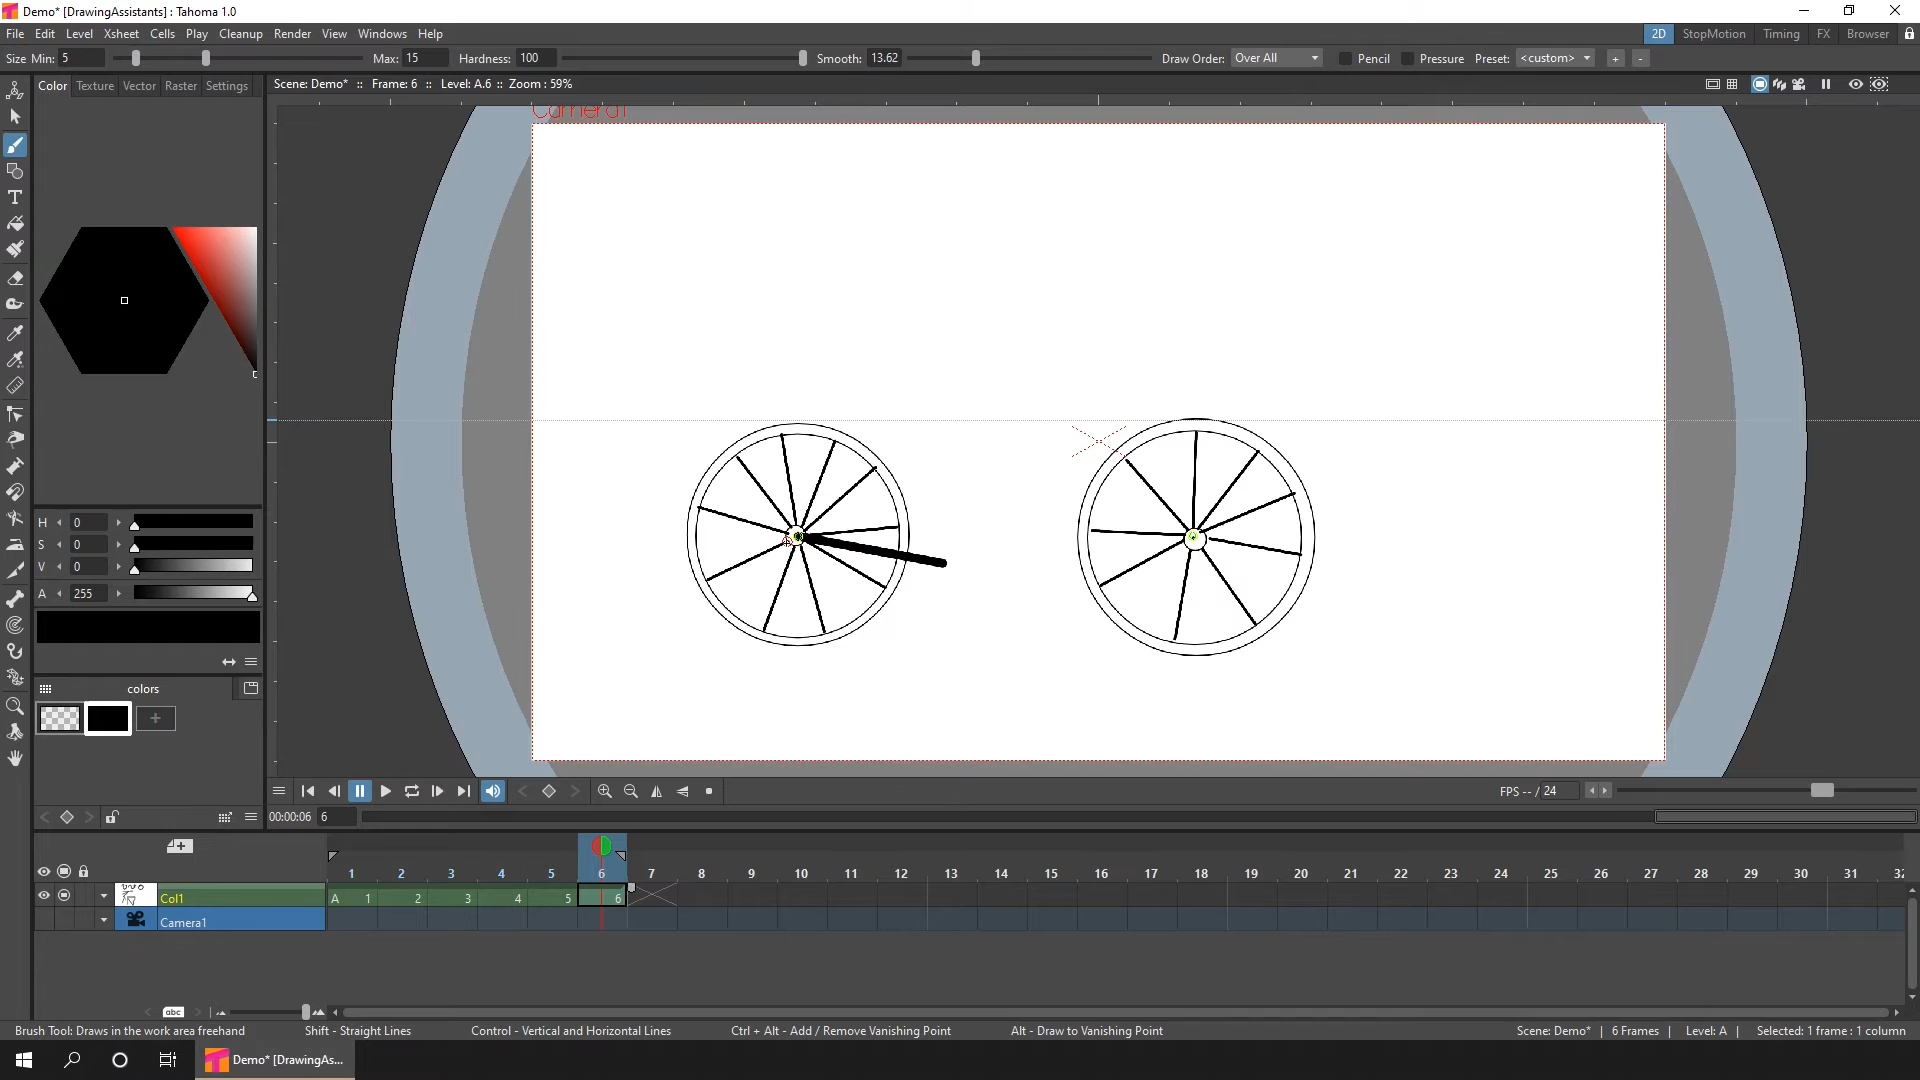 Demo* [DrawingAssistants] : Tahoma 1.0
File Edit Level Xsheet Cells Play Cleanup Render View Windows Help
2D StopMotion Timing FX Browser
Size Min: 5 Max: 15 Hardness: 100 Smooth: 13.62 Draw Order: Over All Pencil Pressure Preset: <custom> + -
Color Texture Vector Raster Settings
Scene: Demo* :: Frame: 6 :: Level: A.6 :: Zoom : 59%
Camera1
H 0
S 0
V 0
A 255
colors
+
FPS -- / 24
00:00:06 6
1 2 3 4 5 6 7 8 9 10 11 12 13 14 15 16 17 18 19 20 21 22 23 24 25 26 27 28 29 30 31 32
Col1 A 1 2 3 4 5 6
Camera1
abc
Brush Tool: Draws in the work area freehand Shift - Straight Lines Control - Vertical and Horizontal Lines Ctrl + Alt - Add / Remove Vanishing Point Alt - Draw to Vanishing Point Scene: Demo* | 6 Frames | Level: A | Selected: 1 frame : 1 column
Demo* [DrawingAs...